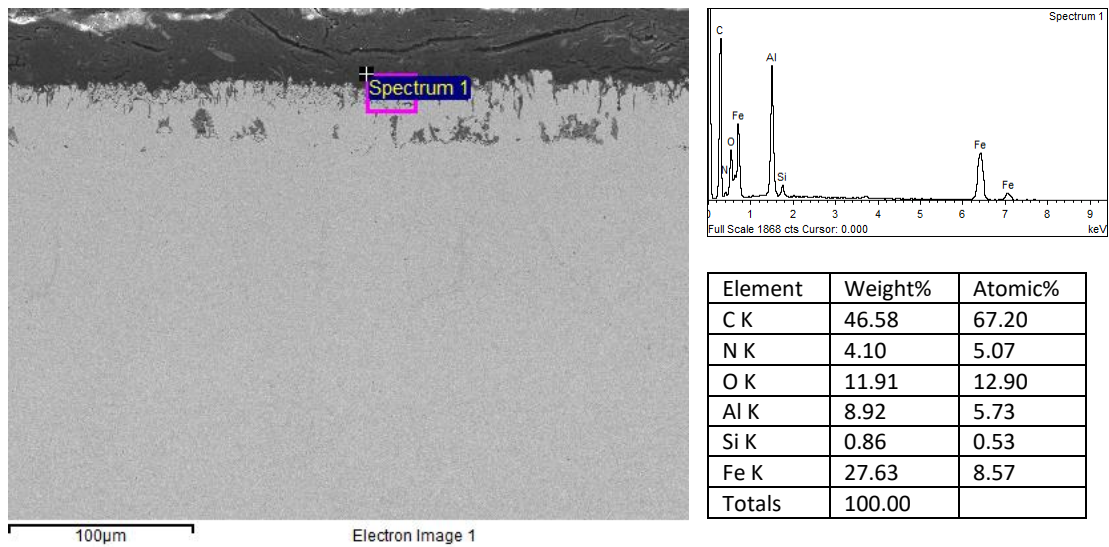 Spectrum 1
100µm
Electron Image 1
Spectrum 1
C
Al
Fe
O
N
Si
Fe
Fe
0 1 2 3 4 5 6 7 8 9
Full Scale 1868 cts Cursor: 0.000 keV
Element Weight% Atomic%
C K 46.58 67.20
N K 4.10 5.07
O K 11.91 12.90
Al K 8.92 5.73
Si K 0.86 0.53
Fe K 27.63 8.57
Totals 100.00